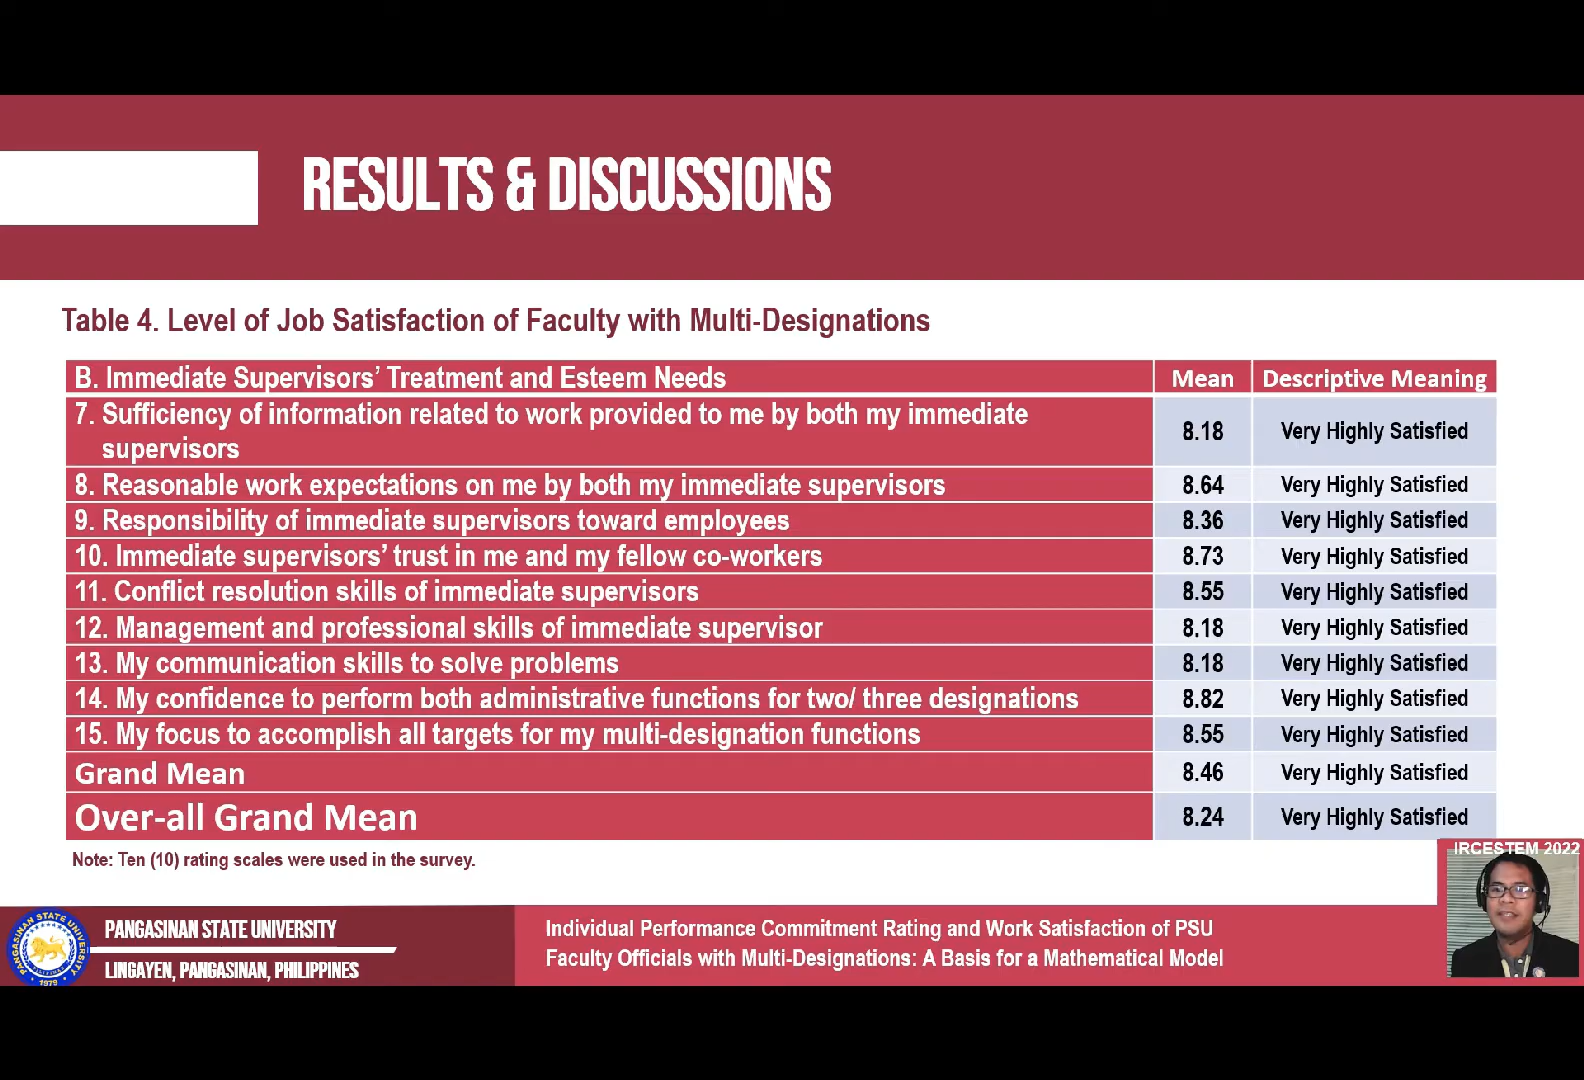 RESULTS & DISCUSSIONS
Table 4. Level of Job Satisfaction of Faculty with Multi-Designations
B. Immediate Supervisors' Treatment and Esteem Needs Mean Descriptive Meaning
7. Sufficiency of information related to work provided to me by both my immediate
supervisors 8.18 Very Highly Satisfied
8. Reasonable work expectations on me by both my immediate supervisors 8.64 Very Highly Satisfied
9. Responsibility of immediate supervisors toward employees 8.36 Very Highly Satisfied
10. Immediate supervisors' trust in me and my fellow co-workers 8.73 Very Highly Satisfied
11. Conflict resolution skills of immediate supervisors 8.55 Very Highly Satisfied
12. Management and professional skills of immediate supervisor 8.18 Very Highly Satisfied
13. My communication skills to solve problems 8.18 Very Highly Satisfied
14. My confidence to perform both administrative functions for two/ three designations 8.82 Very Highly Satisfied
15. My focus to accomplish all targets for my multi-designation functions 8.55 Very Highly Satisfied
Grand Mean 8.46 Very Highly Satisfied
Over-all Grand Mean 8.24 Very Highly Satisfied
Note: Ten (10) rating scales were used in the survey.
IRCESTEM 2022
PANGASINAN STATE UNIVERSITY
1979
PANGASINAN STATE UNIVERSITY
LINGAYEN, PANGASINAN, PHILIPPINES
Individual Performance Commitment Rating and Work Satisfaction of PSU
Faculty Officials with Multi-Designations: A Basis for a Mathematical Model